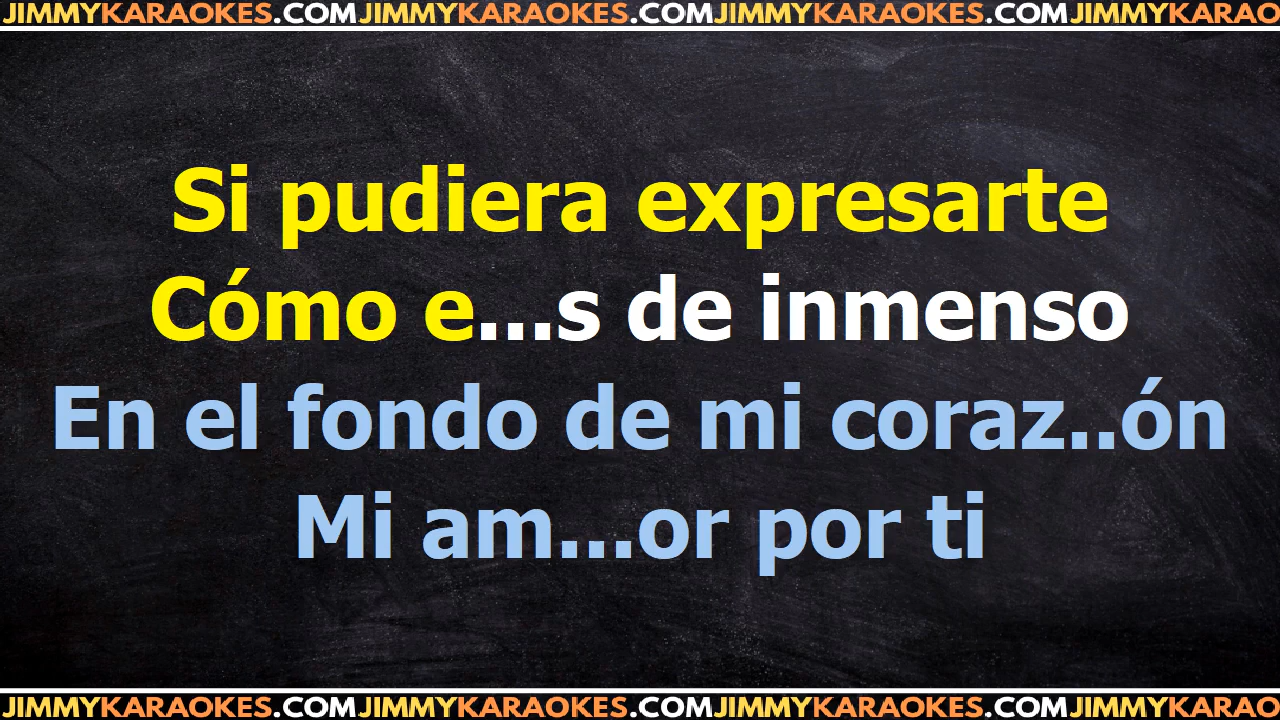 JIMMYKARAOKES.COMJIMMYKARAOKES.COMJIMMYKARAOKES.COMJIMMYKARAO
Si pudiera expresarte
Cómo e...s de inmenso
En el fondo de mi coraz..ón
Mi am...or por ti
JIMMYKARAOKES.COMJIMMYKARAOKES.COMJIMMYKARAOKES.COMJIMMYKARAO